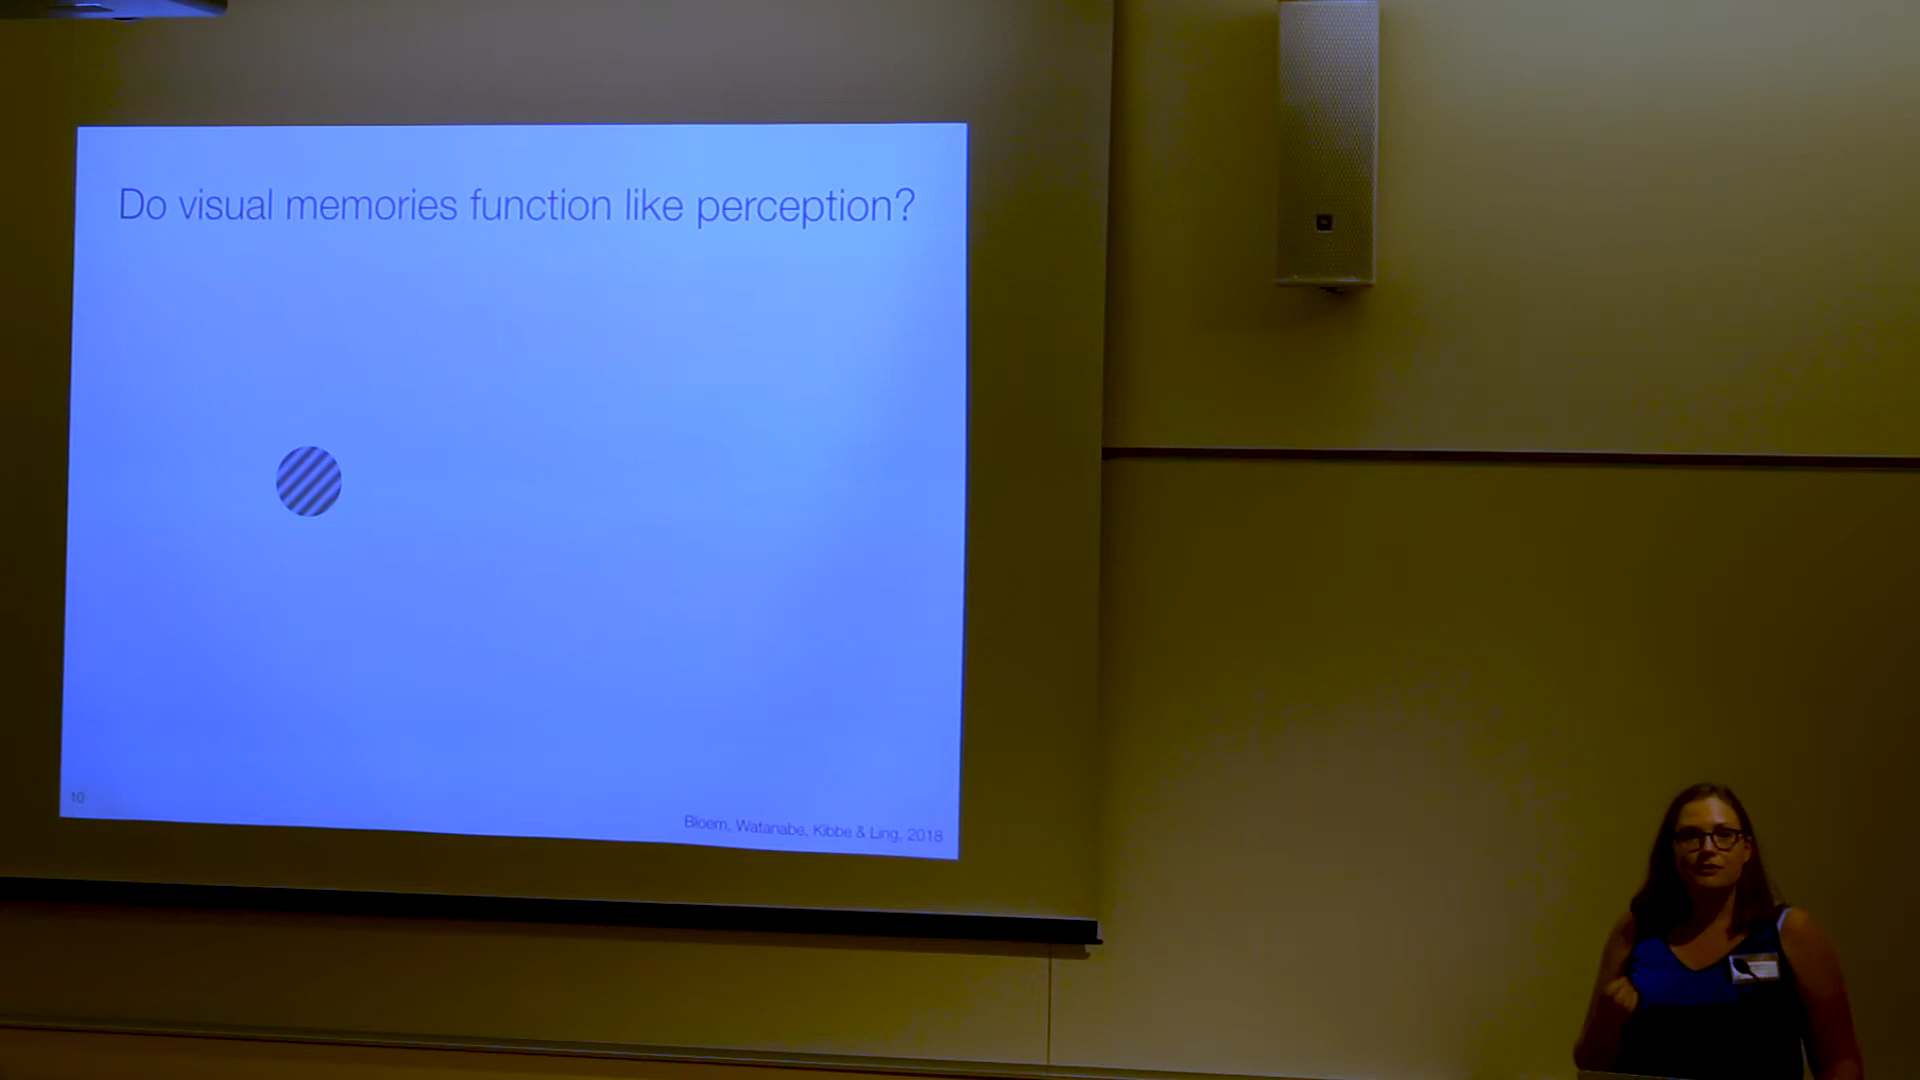 Do visual memories function like perception?
10
Bloem, Watanabe, Kibbe & Ling, 2018